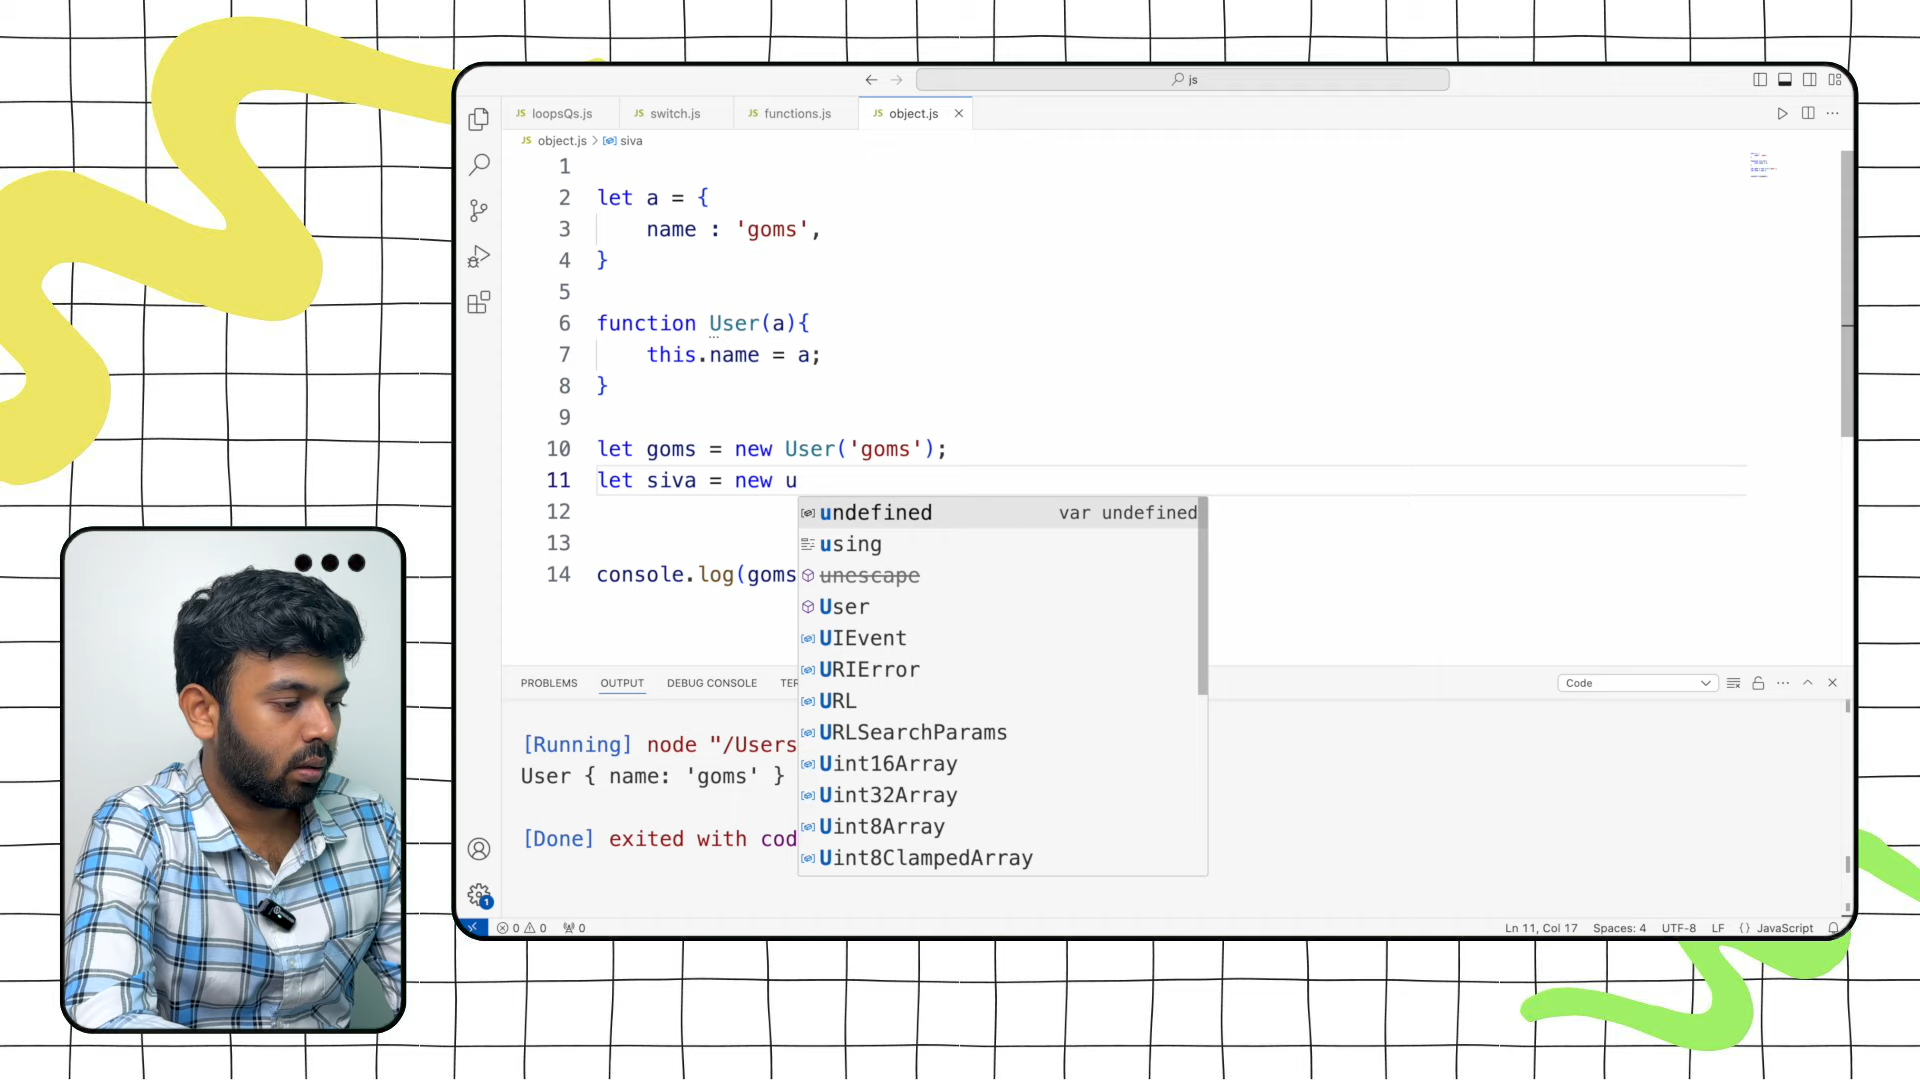 js
JS loopsQs.js
JS switch.js
JS functions.js
JS object.js
JS object.js > siva
1
2 let a = {
3 name : 'goms',
4 }
5
6 function User(a){
7 this.name = a;
8 }
9
10 let goms = new User('goms');
11 let siva = new u
12
13
14 console.log(goms
undefined var undefined
using
unescape
User
UIEvent
URIError
URL
URLSearchParams
Uint16Array
Uint32Array
Uint8Array
Uint8ClampedArray
PROBLEMS OUTPUT DEBUG CONSOLE TER
Code
[Running] node "/Users
User { name: 'goms' }
[Done] exited with cod
1
0 0 0
Ln 11, Col 17 Spaces: 4 UTF-8 LF {} JavaScript